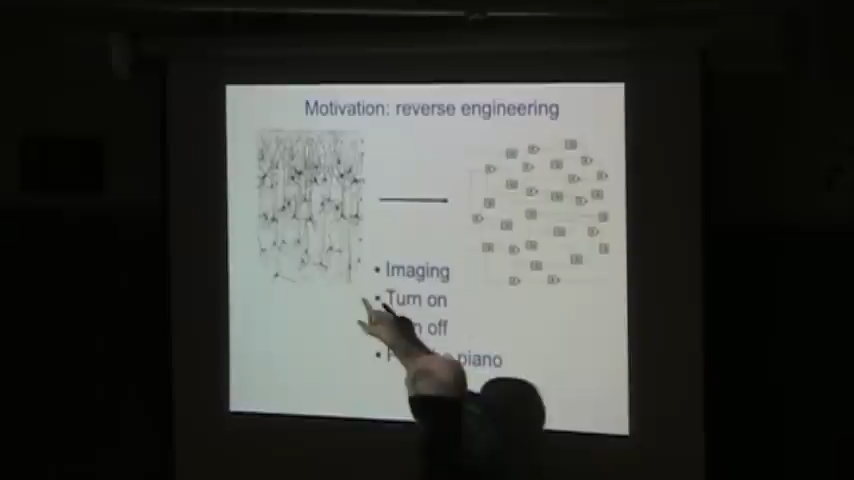 Motivation: reverse engineering
• Imaging
• Turn on
off
• piano